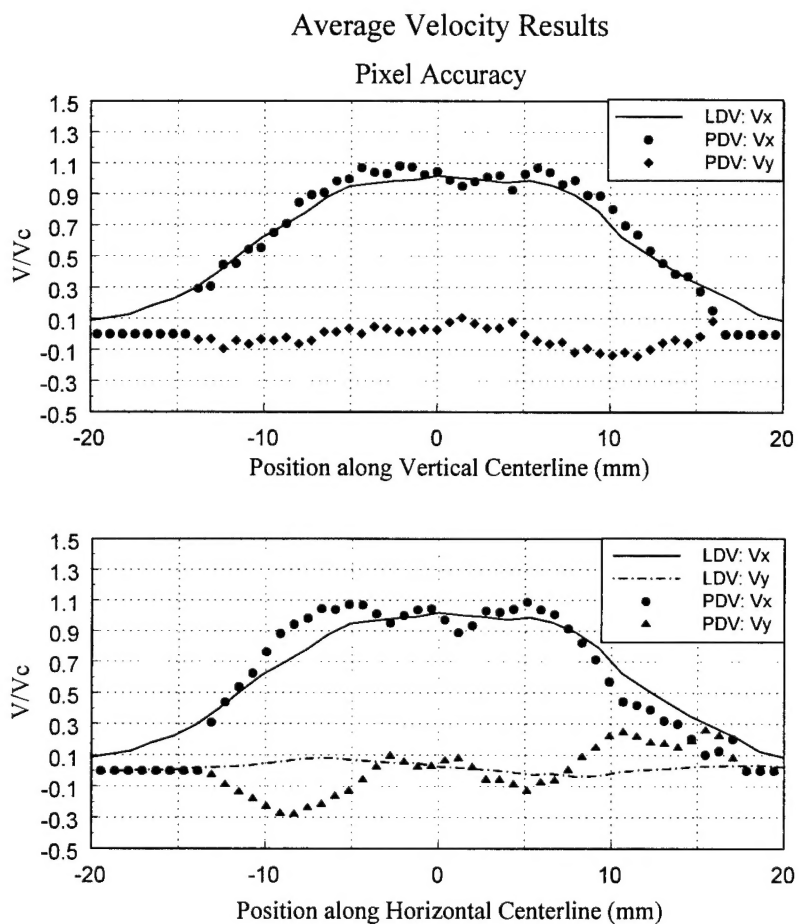 Average Velocity Results
Pixel Accuracy
1.5
1.3
1.1
0.9
0.7
0.5
0.3
0.1
-0.1
-0.3
-0.5
V/Vc
LDV: Vx
PDV: Vx
PDV: Vy
-20 -10 0 10 20
Position along Vertical Centerline (mm)
1.5
1.3
1.1
0.9
0.7
0.5
0.3
0.1
-0.1
-0.3
-0.5
V/Vc
LDV: Vx
LDV: Vy
PDV: Vx
PDV: Vy
-20 -10 0 10 20
Position along Horizontal Centerline (mm)